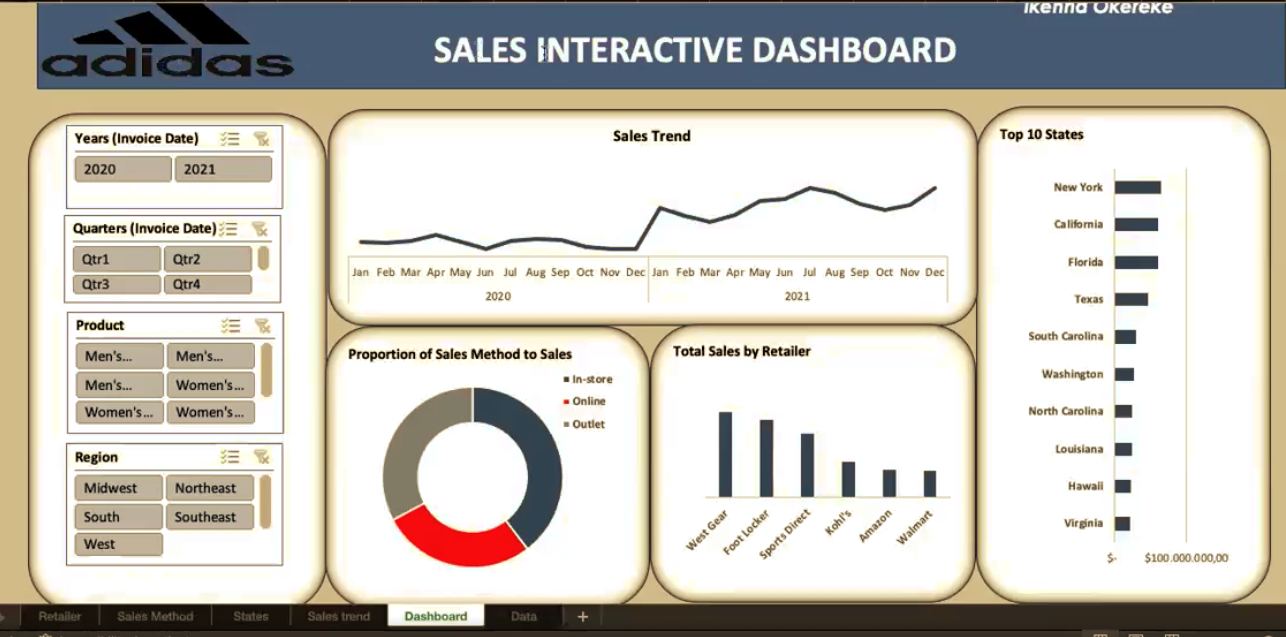 Ikenna Okereke
adidas
SALES INTERACTIVE DASHBOARD
Years (Invoice Date)
2020 2021
Quarters (Invoice Date)
Qtr1 Qtr2
Qtr3 Qtr4
Product
Men's... Men's...
Men's... Women's...
Women's... Women's...
Region
Midwest Northeast
South Southeast
West
Sales Trend
Jan Feb Mar Apr May Jun Jul Aug Sep Oct Nov Dec Jan Feb Mar Apr May Jun Jul Aug Sep Oct Nov Dec
2020 2021
Proportion of Sales Method to Sales
In-store
Online
Outlet
Total Sales by Retailer
West Gear
Foot Locker
Sports Direct
Kohl's
Amazon
Walmart
Top 10 States
New York
California
Florida
Texas
South Carolina
Washington
North Carolina
Louisiana
Hawaii
Virginia
$- $100.000.000,00
Retailer Sales Method States Sales trend Dashboard Data +